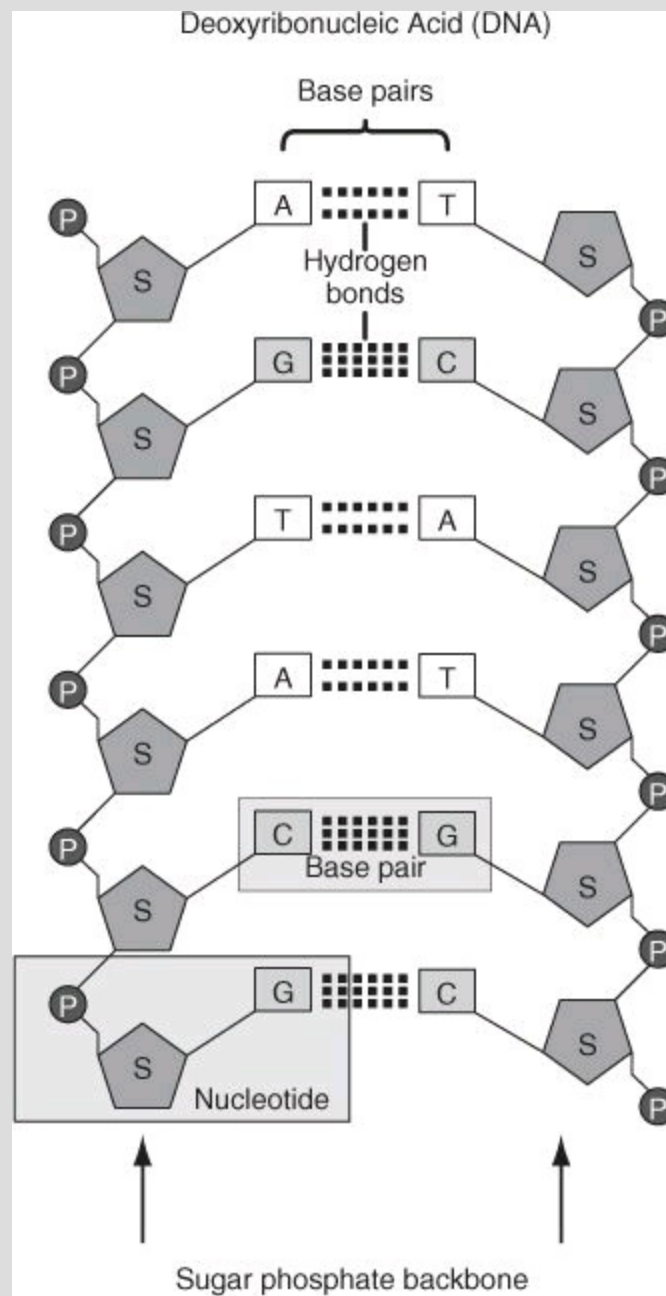 Deoxyribonucleic Acid (DNA)
Base pairs
P
A
T
S
S
Hydrogen
bonds
P
P
G
C
S
S
P
P
T
A
S
S
P
P
A
T
S
S
P
P
C
G
Base pair
S
S
P
P
G
C
S
S
Nucleotide
P
Sugar phosphate backbone